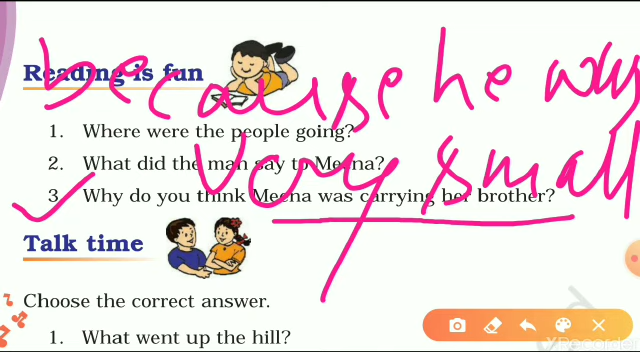 because he was
Reading is fun
1. Where were the people going?
very small
2. What did the man say to Meena?
3. Why do you think Meena was carrying her brother?
Talk time
Choose the correct answer.
1. What went up the hill?